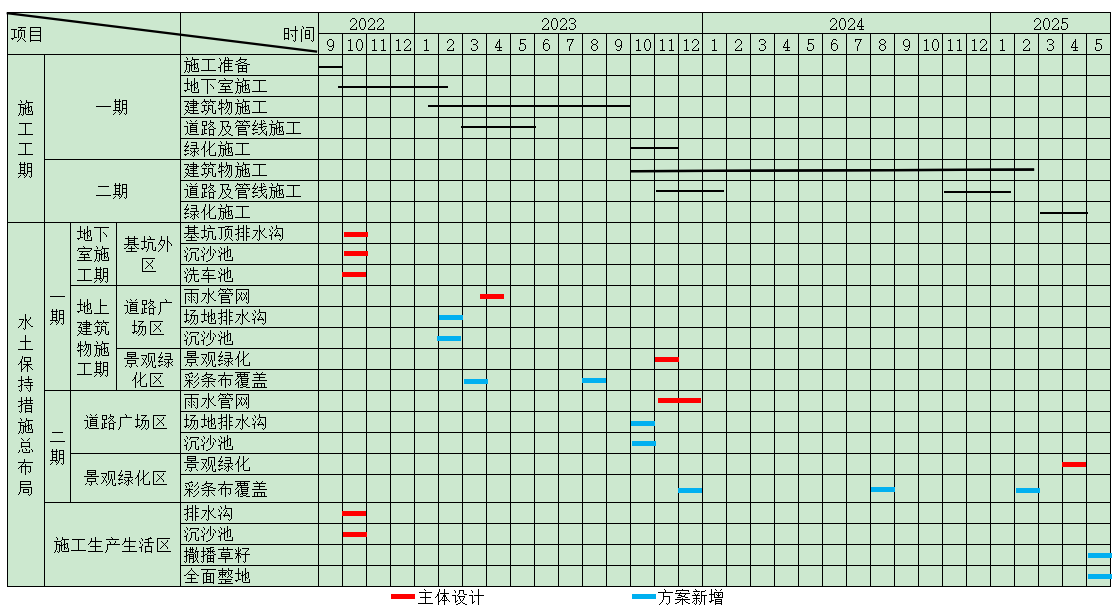 项目 时间
2022 2023 2024 2025
9 10 11 12 1 2 3 4 5 6 7 8 9 10 11 12 1 2 3 4 5 6 7 8 9 10 11 12 1 2 3 4 5
施工工期
一期
施工准备
地下室施工
建筑物施工
道路及管线施工
绿化施工
二期
建筑物施工
道路及管线施工
绿化施工
水土保持措施总布局
一期
地下室施工期
基坑外区
基坑顶排水沟
沉沙池
洗车池
地上建筑物施工期
道路广场区
雨水管网
场地排水沟
沉沙池
景观绿化区
景观绿化
彩条布覆盖
二期
道路广场区
雨水管网
场地排水沟
沉沙池
景观绿化区
景观绿化
彩条布覆盖
施工生产生活区
排水沟
沉沙池
撒播草籽
全面整地
主体设计 方案新增